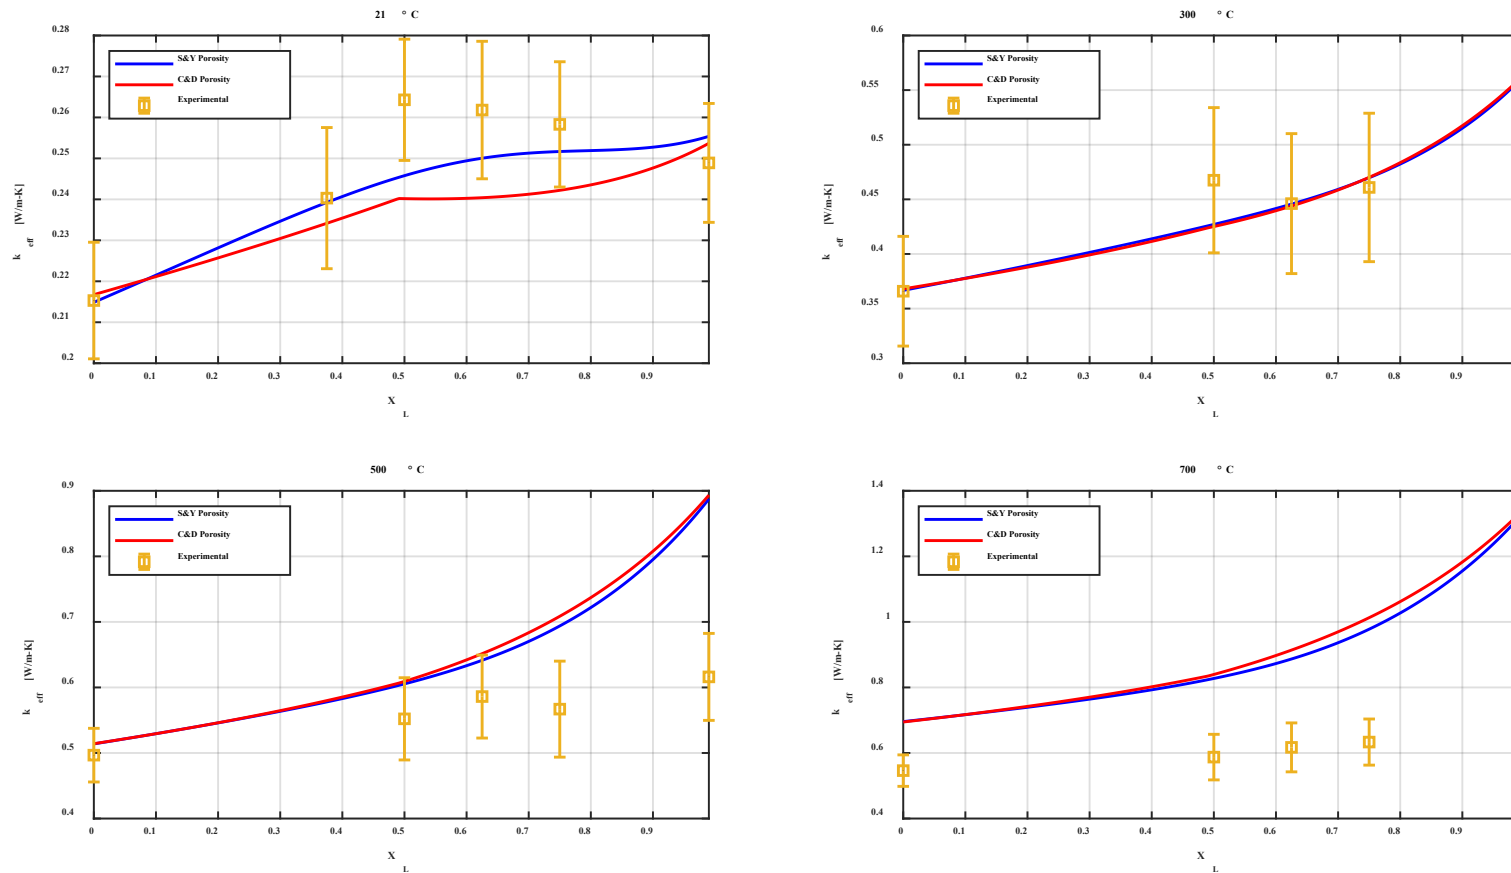 21 ° C
0.28
0.27
0.26
0.25
0.24
0.23
0.22
0.21
0.2
k eff [W/m-K]
S&Y Porosity
C&D Porosity
Experimental
0 0.1 0.2 0.3 0.4 0.5 0.6 0.7 0.8 0.9
X L
300 ° C
0.6
0.55
0.5
0.45
0.4
0.35
0.3
k eff [W/m-K]
S&Y Porosity
C&D Porosity
Experimental
0 0.1 0.2 0.3 0.4 0.5 0.6 0.7 0.8 0.9
X L
500 ° C
0.9
0.8
0.7
0.6
0.5
0.4
k eff [W/m-K]
S&Y Porosity
C&D Porosity
Experimental
0 0.1 0.2 0.3 0.4 0.5 0.6 0.7 0.8 0.9
X L
700 ° C
1.4
1.2
1
0.8
0.6
0.4
k eff [W/m-K]
S&Y Porosity
C&D Porosity
Experimental
0 0.1 0.2 0.3 0.4 0.5 0.6 0.7 0.8 0.9
X L